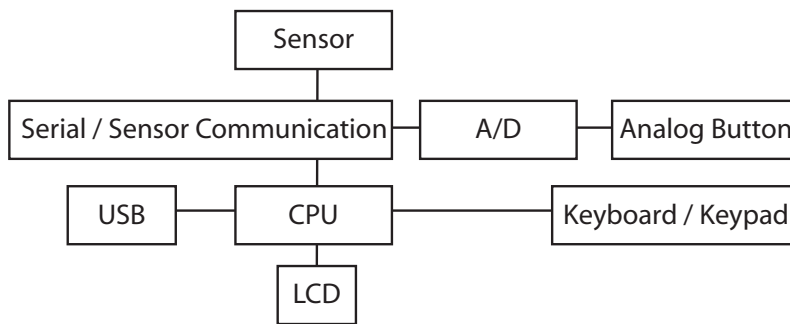 Sensor
Serial / Sensor Communication
A/D
Analog Button
USB
CPU
Keyboard / Keypad
LCD